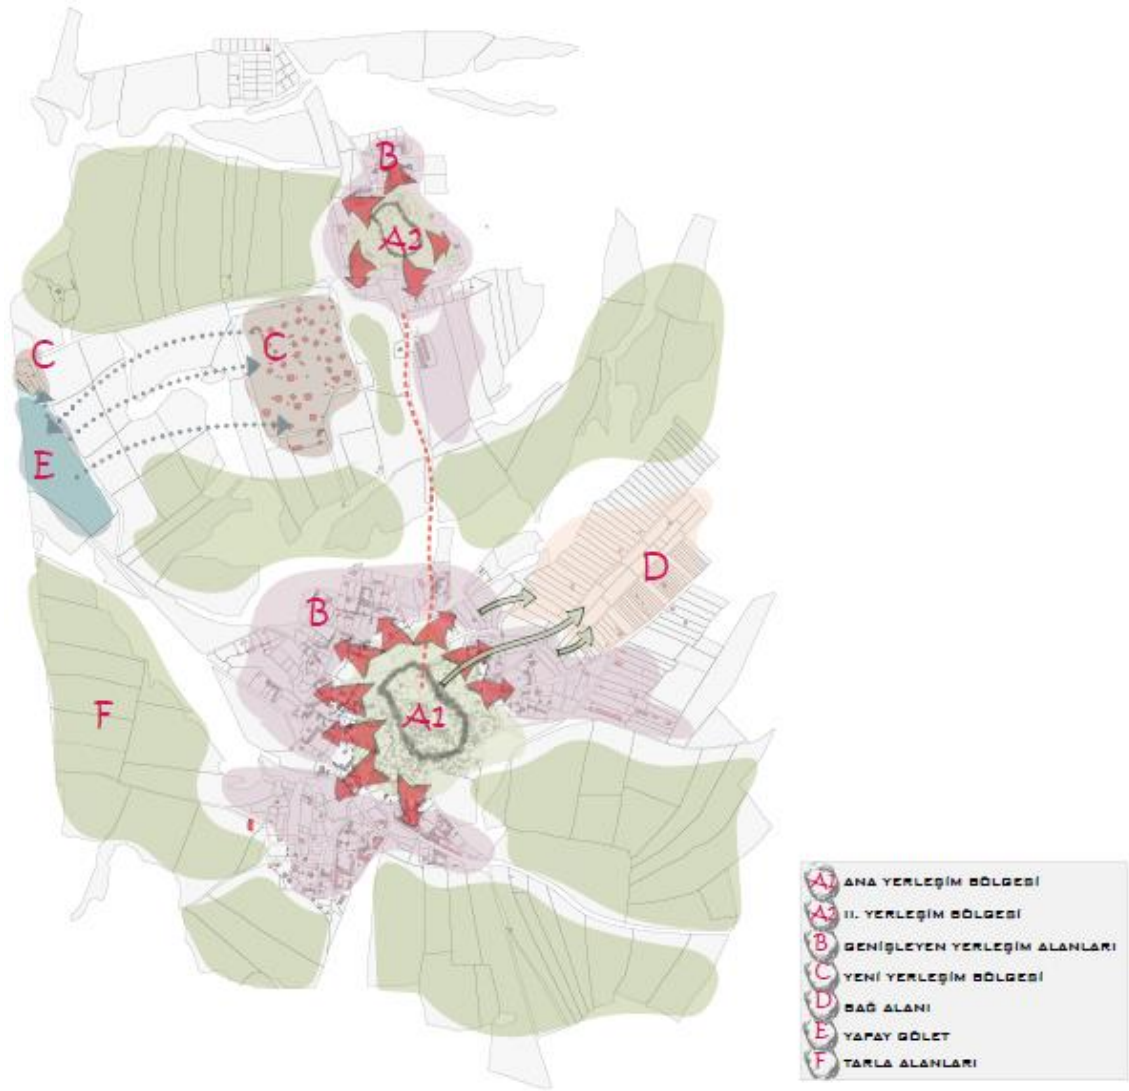 B
A2
C
C
E
D
B
F
A1
A1 ANA YERLEŞİM BÖLGESİ
A2 II. YERLEŞİM BÖLGESİ
B GENİŞLEYEN YERLEŞİM ALANLARI
C YENİ YERLEŞİM BÖLGESİ
D BAĞ ALANI
E YAPAY GÖLET
F TARLA ALANLARI